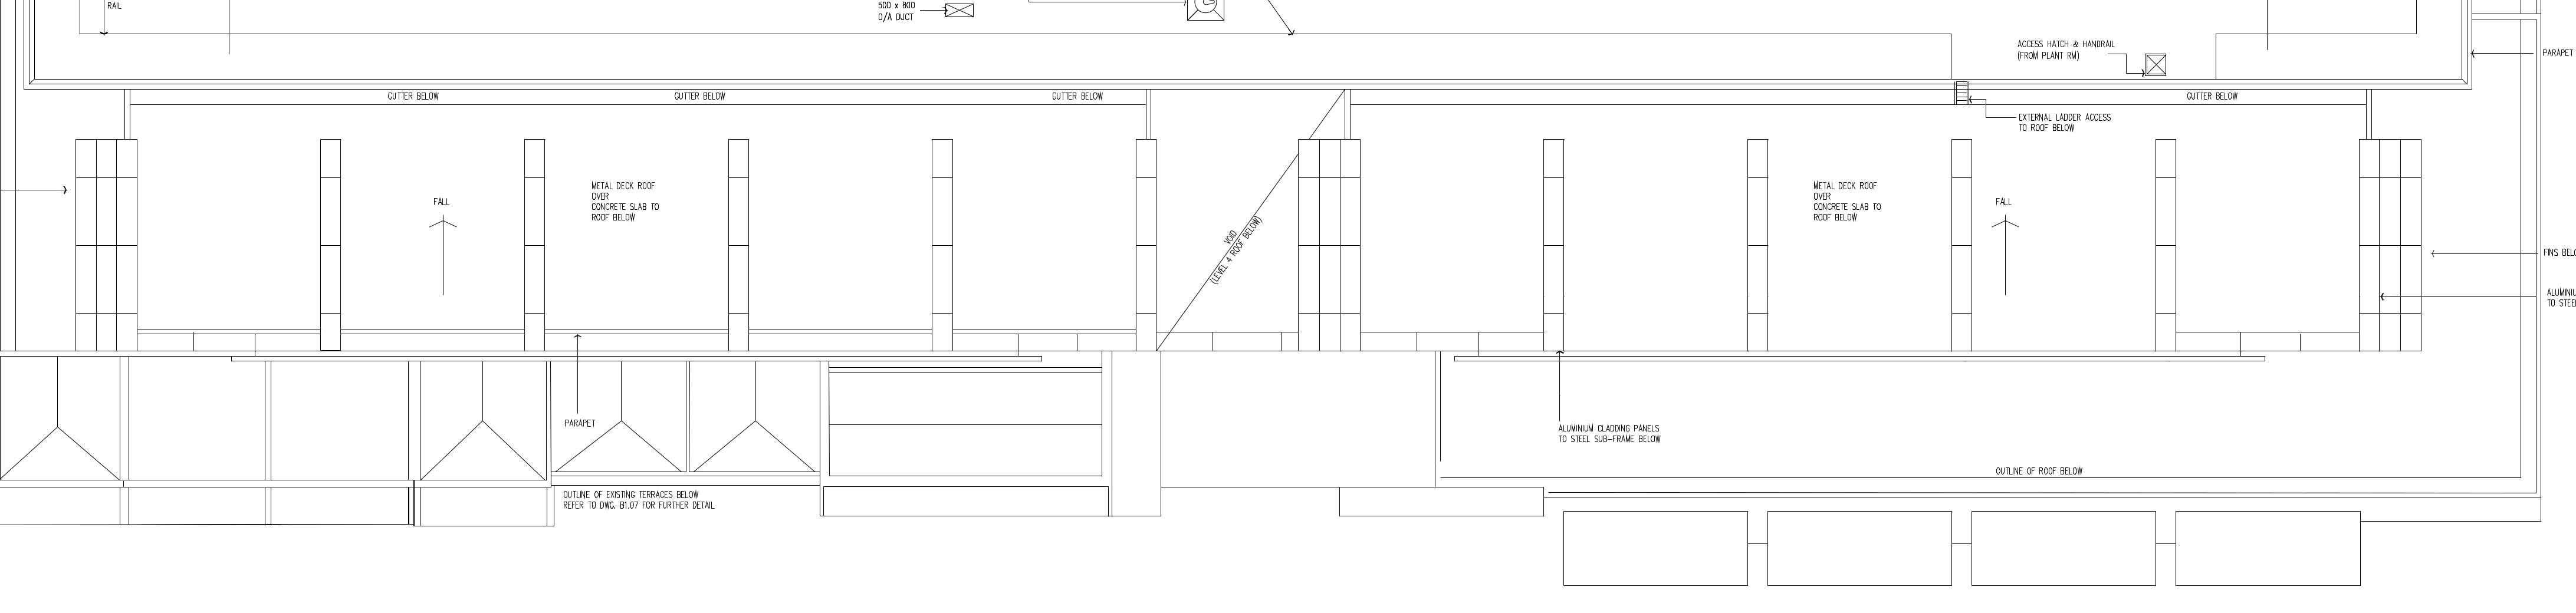 RAIL
500 x 800
O/A DUCT
ACCESS HATCH & HANDRAIL
(FROM PLANT RM)
PARAPET
GUTTER BELOW
GUTTER BELOW
GUTTER BELOW
GUTTER BELOW
EXTERNAL LADDER ACCESS
TO ROOF BELOW
FALL
METAL DECK ROOF
OVER
CONCRETE SLAB TO
ROOF BELOW
VOID
(LEVEL 4 ROOF BELOW)
METAL DECK ROOF
OVER
CONCRETE SLAB TO
ROOF BELOW
FALL
FINS BELO
ALUMINIU
TO STEE
PARAPET
ALUMINIUM CLADDING PANELS
TO STEEL SUB-FRAME BELOW
OUTLINE OF ROOF BELOW
OUTLINE OF EXISTING TERRACES BELOW
REFER TO DWG. B1.07 FOR FURTHER DETAIL